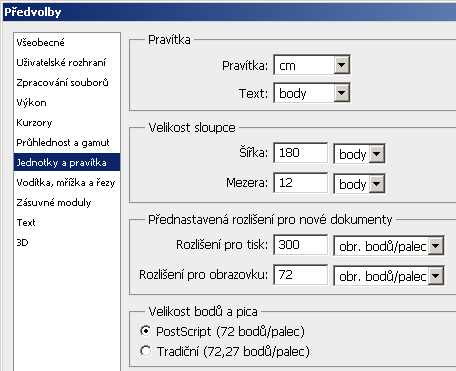 Předvolby
Všeobecné
Uživatelské rozhraní
Zpracování souborů
Výkon
Kurzory
Průhlednost a gamut
Jednotky a pravítka
Vodítka, mřížka a řezy
Zásuvné moduly
Text
3D
Pravítka
Pravítka: cm
Text: body
Velikost sloupce
Šířka: 180 body
Mezera: 12 body
Přednastavená rozlišení pro nové dokumenty
Rozlišení pro tisk: 300 obr. bodů/palec
Rozlišení pro obrazovku: 72 obr. bodů/palec
Velikost bodů a pica
PostScript (72 bodů/palec)
Tradiční (72,27 bodů/palec)